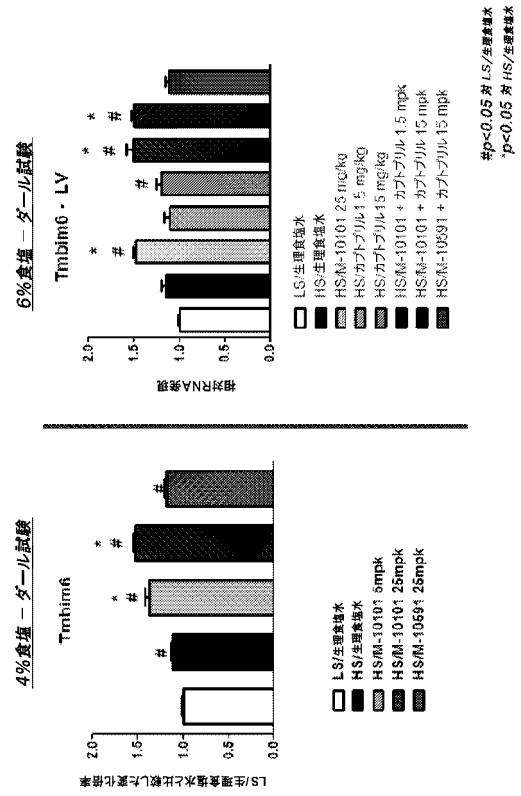 4%食塩 – ダール試験
Tmbim6
LS/生理食塩水と比較した変化倍率
2.0
1.5
1.0
0.5
0.0
#
* #
* #
#
LS/生理食塩水
HS/生理食塩水
HS/M-10101 5mpk
HS/M-10101 25mpk
HS/M-10591 25mpk
6%食塩 – ダール試験
Tmbim6・LV
相対RNA発現
2.0
1.5
1.0
0.5
0.0
* #
#
* #
* #
LS/生理食塩水
HS/生理食塩水
HS/M-10101 25 mg/kg
HS/カプトプリル 1.5 mg/kg
HS/カプトプリル 15 mg/kg
HS/M-10101 + カプトプリル 1.5 mpk
HS/M-10101 + カプトプリル 15 mpk
HS/M-10591 + カプトプリル 15 mpk
#p<0.05 対 LS/生理食塩水
*p<0.05 対 HS/生理食塩水